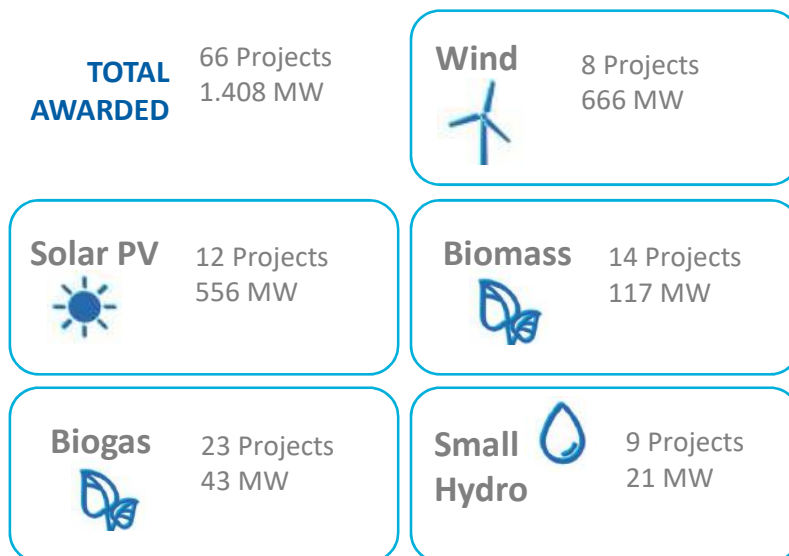 TOTAL
AWARDED
66 Projects
1.408 MW
Wind
8 Projects
666 MW
Solar PV
12 Projects
556 MW
Biomass
14 Projects
117 MW
Biogas
23 Projects
43 MW
Small
Hydro
9 Projects
21 MW